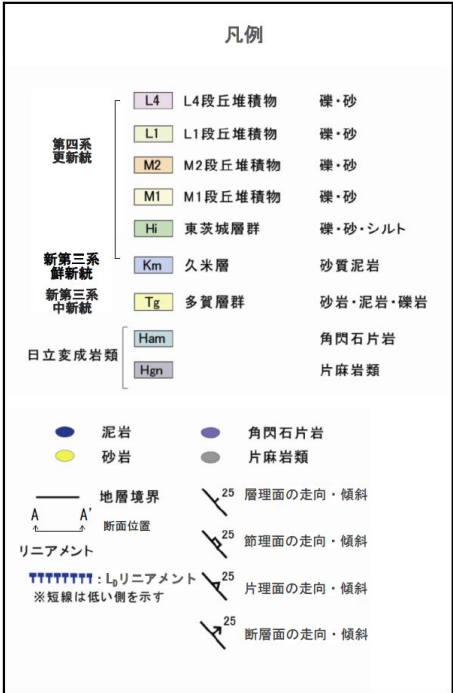 凡例
第四系
更新統
L4 L4段丘堆積物 礫・砂
L1 L1段丘堆積物 礫・砂
M2 M2段丘堆積物 礫・砂
M1 M1段丘堆積物 礫・砂
Hi 東茨城層群 礫・砂・シルト
新第三系
鮮新統
Km 久米層 砂質泥岩
新第三系
中新統
Tg 多賀層群 砂岩・泥岩・礫岩
日立変成岩類
Ham 角閃石片岩
Hgn 片麻岩類
泥岩 角閃石片岩
砂岩 片麻岩類
地層境界
A A' 断面位置
リニアメント
:LDリニアメント
※短線は低い側を示す
25 層理面の走向・傾斜
25 節理面の走向・傾斜
25 片理面の走向・傾斜
25 断層面の走向・傾斜